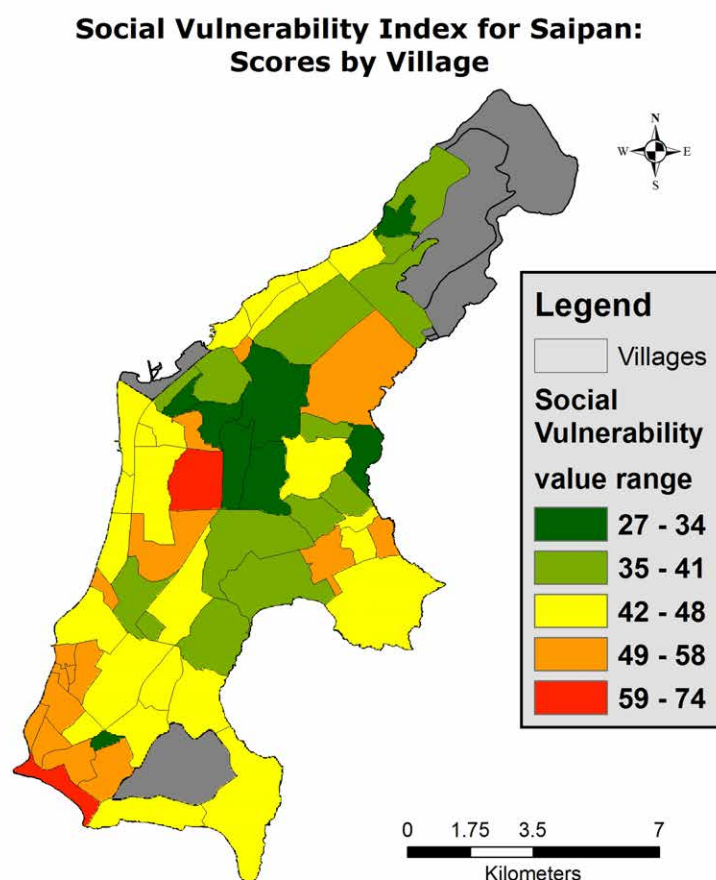 Social Vulnerability Index for Saipan:
Scores by Village
N
W E
S
Legend
Villages
Social
Vulnerability
value range
27 - 34
35 - 41
42 - 48
49 - 58
59 - 74
0 1.75 3.5 7
Kilometers